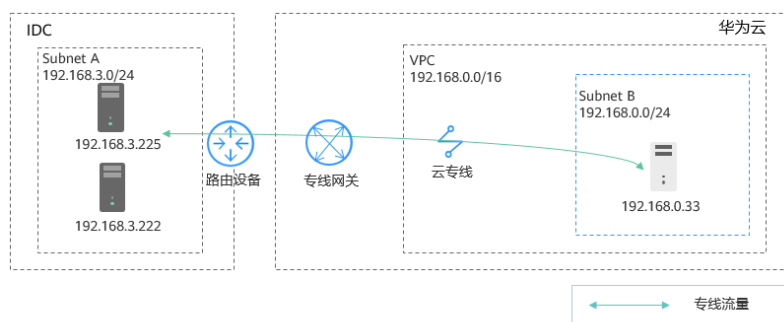 IDC
华为云
Subnet A
192.168.3.0/24
VPC
192.168.0.0/16
Subnet B
192.168.0.0/24
192.168.3.225
路由设备
专线网关
云专线
192.168.0.33
192.168.3.222
专线流量